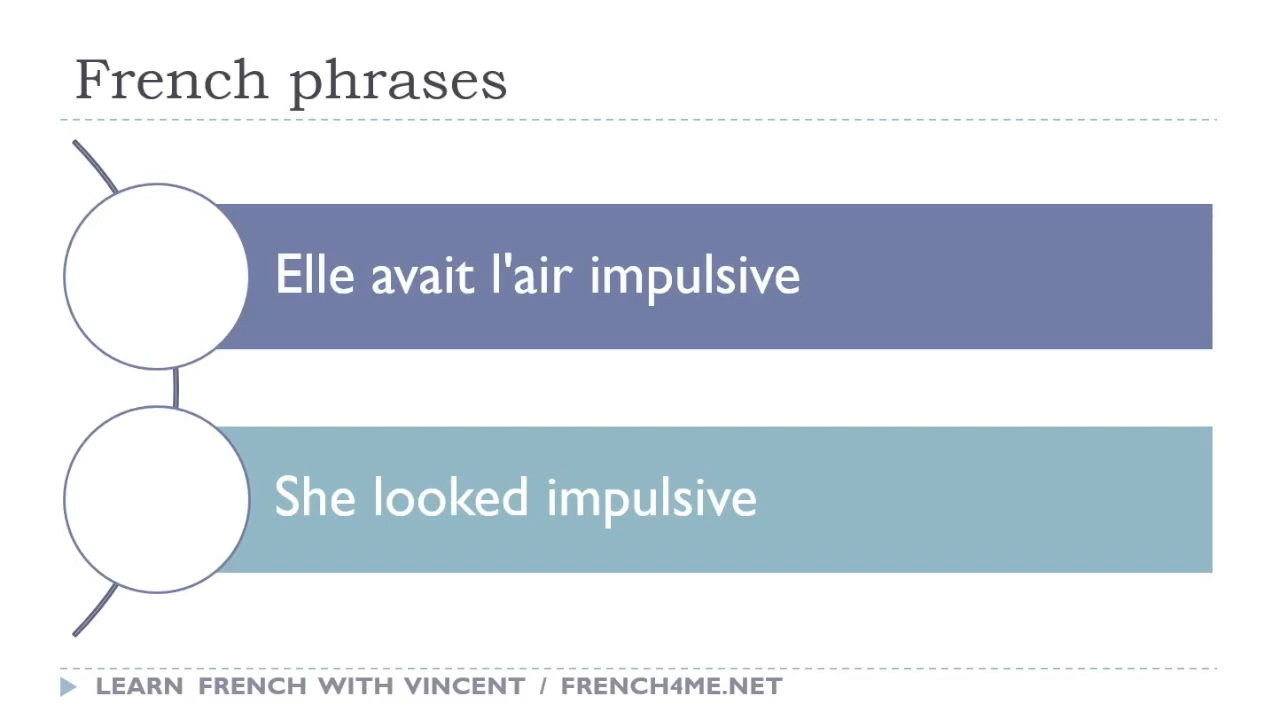 French phrases
Elle avait l'air impulsive
She looked impulsive
LEARN FRENCH WITH VINCENT / FRENCH4ME.NET